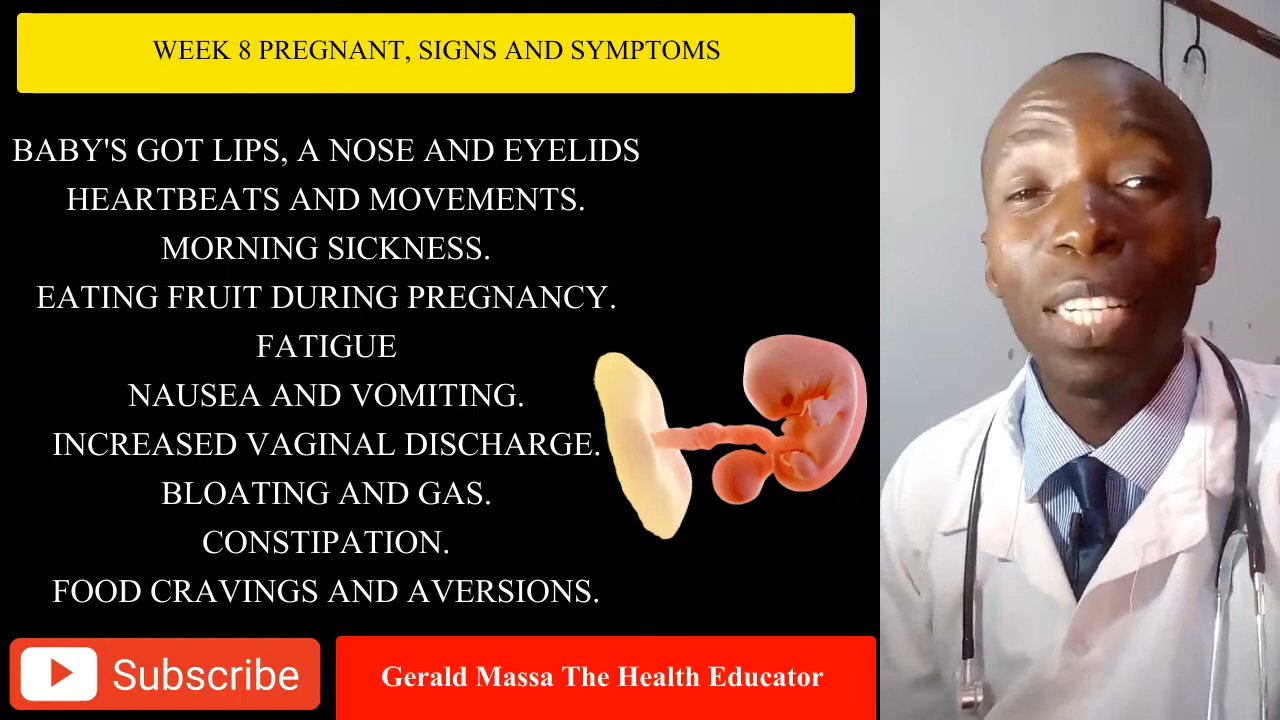 WEEK 8 PREGNANT, SIGNS AND SYMPTOMS
BABY'S GOT LIPS, A NOSE AND EYELIDS
HEARTBEATS AND MOVEMENTS.
MORNING SICKNESS.
EATING FRUIT DURING PREGNANCY.
FATIGUE
NAUSEA AND VOMITING.
INCREASED VAGINAL DISCHARGE.
BLOATING AND GAS.
CONSTIPATION.
FOOD CRAVINGS AND AVERSIONS.
Subscribe
Gerald Massa The Health Educator